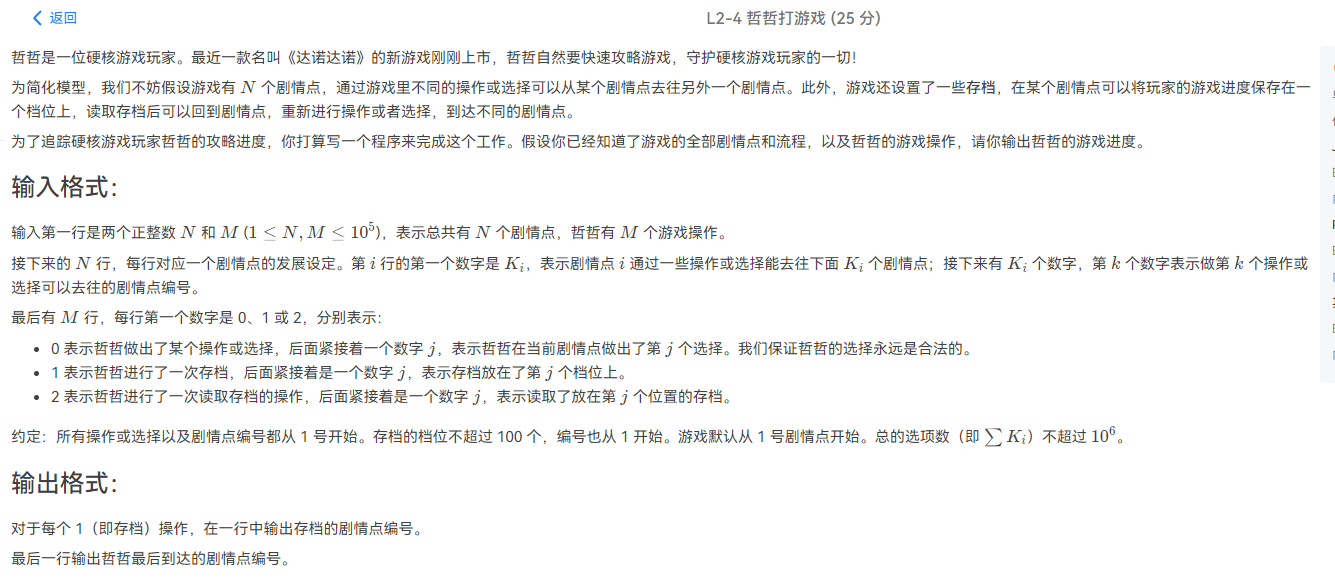 返回
L2-4 哲哲打游戏 (25 分)
哲哲是一位硬核游戏玩家。最近一款名叫《达诺达诺》的新游戏刚刚上市，哲哲自然要快速攻略游戏，守护硬核游戏玩家的一切！
为简化模型，我们不妨假设游戏有 N 个剧情点，通过游戏里不同的操作或选择可以从某个剧情点去往另外一个剧情点。此外，游戏还设置了一些存档，在某个剧情点可以将玩家的游戏进度保存在一
个档位上，读取存档后可以回到剧情点，重新进行操作或者选择，到达不同的剧情点。
为了追踪硬核游戏玩家哲哲的攻略进度，你打算写一个程序来完成这个工作。假设你已经知道了游戏的全部剧情点和流程，以及哲哲的游戏操作，请你输出哲哲的游戏进度。
输入格式：
输入第一行是两个正整数 N 和 M (1 ≤ N, M ≤ 10⁵)，表示总共有 N 个剧情点，哲哲有 M 个游戏操作。
接下来的 N 行，每行对应一个剧情点的发展设定。第 i 行的第一个数字是 Kᵢ，表示剧情点 i 通过一些操作或选择能去往下面 Kᵢ 个剧情点；接下来有 Kᵢ 个数字，第 k 个数字表示做第 k 个操作或
选择可以去往的剧情点编号。
最后有 M 行，每行第一个数字是 0、1 或 2，分别表示：
• 0 表示哲哲做出了某个操作或选择，后面紧接着一个数字 j，表示哲哲在当前剧情点做出了第 j 个选择。我们保证哲哲的选择永远是合法的。
• 1 表示哲哲进行了一次存档，后面紧接着是一个数字 j，表示存档放在了第 j 个档位上。
• 2 表示哲哲进行了一次读取存档的操作，后面紧接着是一个数字 j，表示读取了放在第 j 个位置的存档。
约定：所有操作或选择以及剧情点编号都从 1 号开始。存档的档位不超过 100 个，编号也从 1 开始。游戏默认从 1 号剧情点开始。总的选项数（即 ∑Kᵢ）不超过 10⁶。
输出格式：
对于每个 1（即存档）操作，在一行中输出存档的剧情点编号。
最后一行输出哲哲最后到达的剧情点编号。